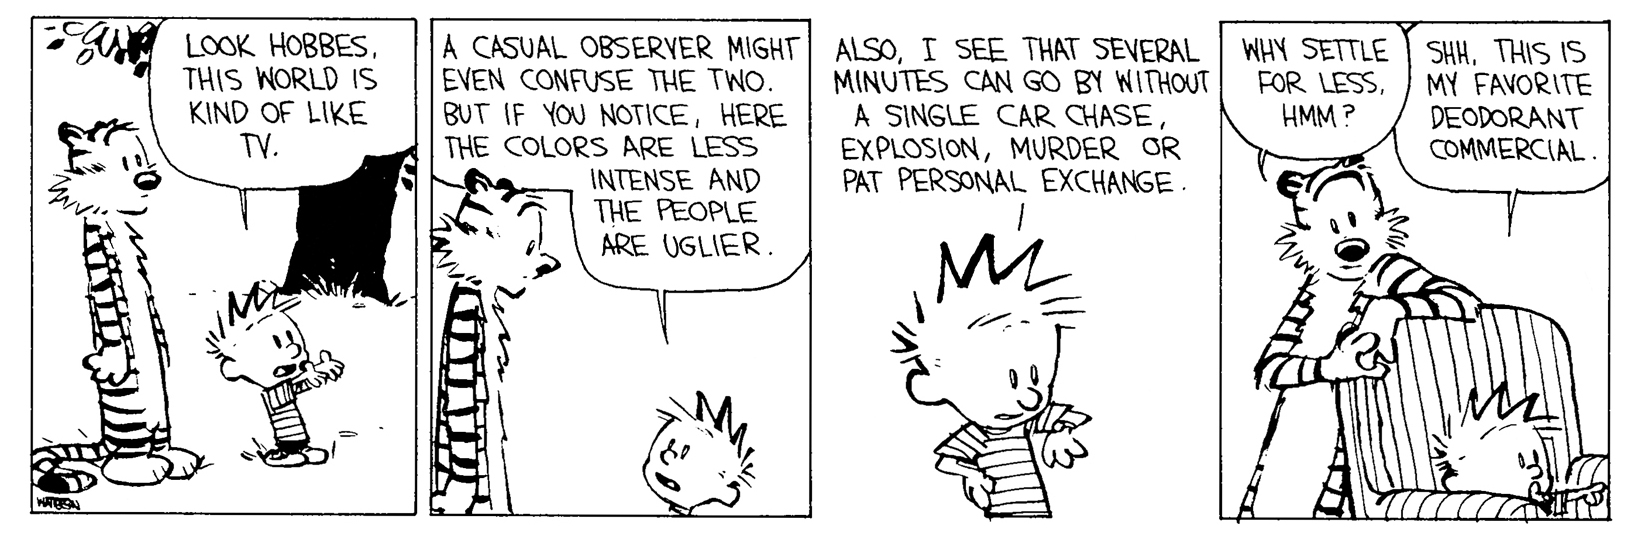 LOOK HOBBES,
THIS WORLD IS
KIND OF LIKE
TV.
A CASUAL OBSERVER MIGHT
EVEN CONFUSE THE TWO.
BUT IF YOU NOTICE, HERE
THE COLORS ARE LESS
INTENSE AND
THE PEOPLE
ARE UGLIER.
ALSO, I SEE THAT SEVERAL
MINUTES CAN GO BY WITHOUT
A SINGLE CAR CHASE,
EXPLOSION, MURDER OR
PAT PERSONAL EXCHANGE.
WHY SETTLE
FOR LESS,
HMM?
SHH, THIS IS
MY FAVORITE
DEODORANT
COMMERCIAL.
WATTERSON